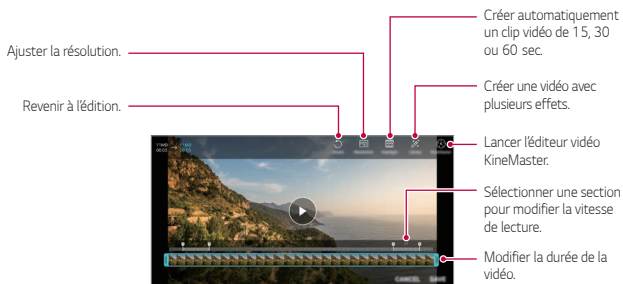 Créer automatiquement
un clip vidéo de 15, 30
ou 60 sec.
Ajuster la résolution.
Créer une vidéo avec
plusieurs effets.
Revenir à l'édition.
Lancer l'éditeur vidéo
KineMaster.
Sélectionner une section
pour modifier la vitesse
de lecture.
Modifier la durée de la
vidéo.
CANCEL SAVE